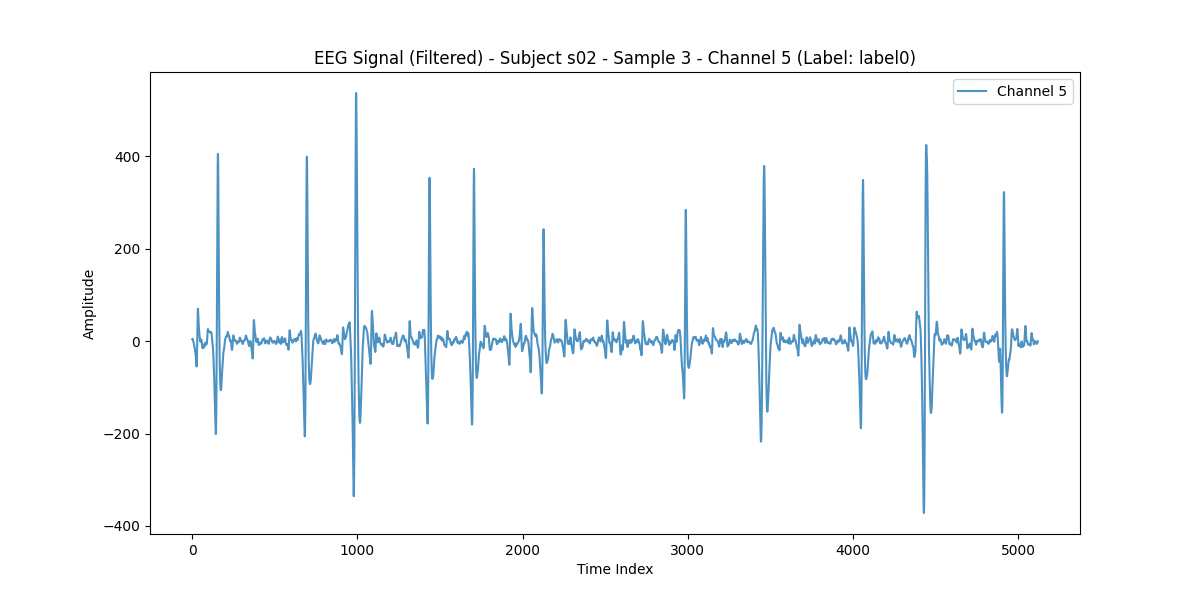 EEG Signal (Filtered) - Subject s02 - Sample 3 - Channel 5 (Label: label0)
Channel 5
Amplitude
400
200
0
−200
−400
0 1000 2000 3000 4000 5000
Time Index